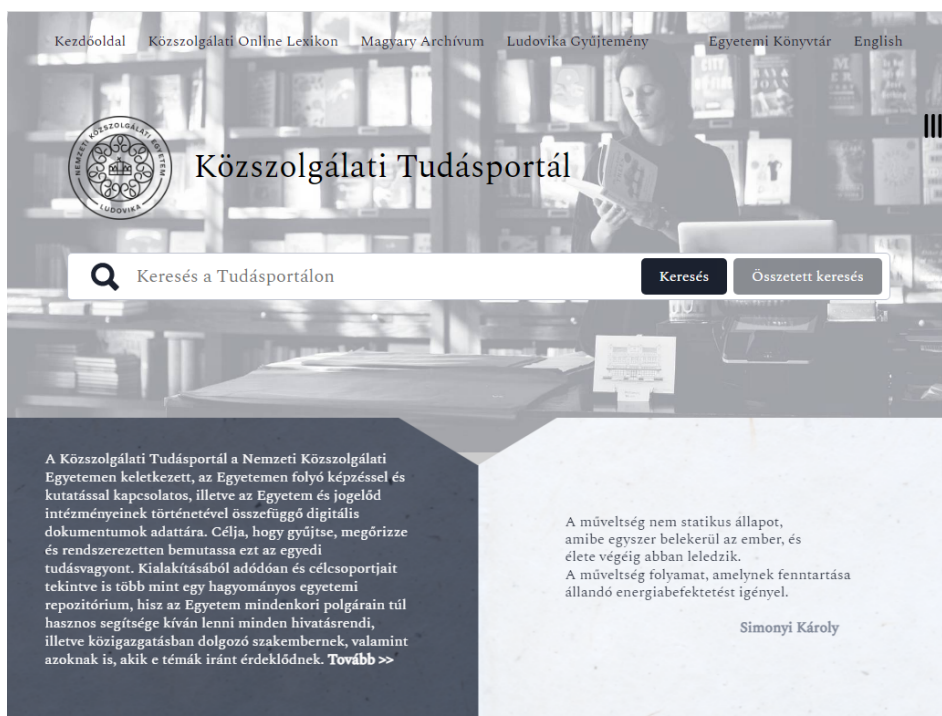 Kezdőoldal Közszolgálati Online Lexikon Magyary Archívum Ludovika Gyűjtemény Egyetemi Könyvtár English
NEMZETI KÖZSZOLGÁLATI EGYETEM
LUDOVIKA
Közszolgálati Tudásportál
Keresés a Tudásportálon Keresés Összetett keresés
A Közszolgálati Tudásportál a Nemzeti Közszolgálati
Egyetemen keletkezett, az Egyetemen folyó képzéssel és
kutatással kapcsolatos, illetve az Egyetem és jogelőd
intézményeinek történetével összefüggő digitális
dokumentumok adattára. Célja, hogy gyűjtse, megőrizze
és rendszerezetten bemutassa ezt az egyedi
tudásvagyont. Kialakításából adódóan és célcsoportjait
tekintve is több mint egy hagyományos egyetemi
repozitórium, hisz az Egyetem mindenkori polgárain túl
hasznos segítsége kíván lenni minden hivatásrendi,
illetve közigazgatásban dolgozó szakembernek, valamint
azoknak is, akik e témák iránt érdeklődnek. Tovább >>
A műveltség nem statikus állapot,
amibe egyszer belekerül az ember, és
élete végéig abban leledzik.
A műveltség folyamat, amelynek fenntartása
állandó energiabefektetést igényel.
Simonyi Károly